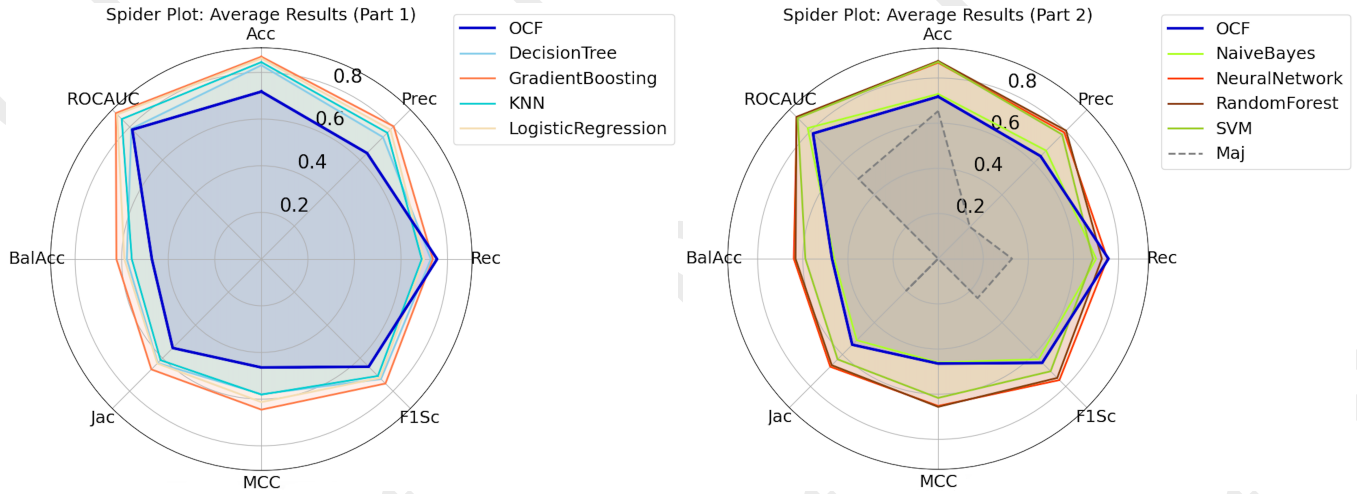 Spider Plot: Average Results (Part 1)
Acc
0.8
ROCAUC
Prec
0.6
0.4
0.2
BalAcc
Rec
Jac
F1Sc
MCC
OCF
DecisionTree
GradientBoosting
KNN
LogisticRegression
Spider Plot: Average Results (Part 2)
Acc
0.8
ROCAUC
Prec
0.6
0.4
0.2
BalAcc
Rec
Jac
F1Sc
MCC
OCF
NaiveBayes
NeuralNetwork
RandomForest
SVM
Maj